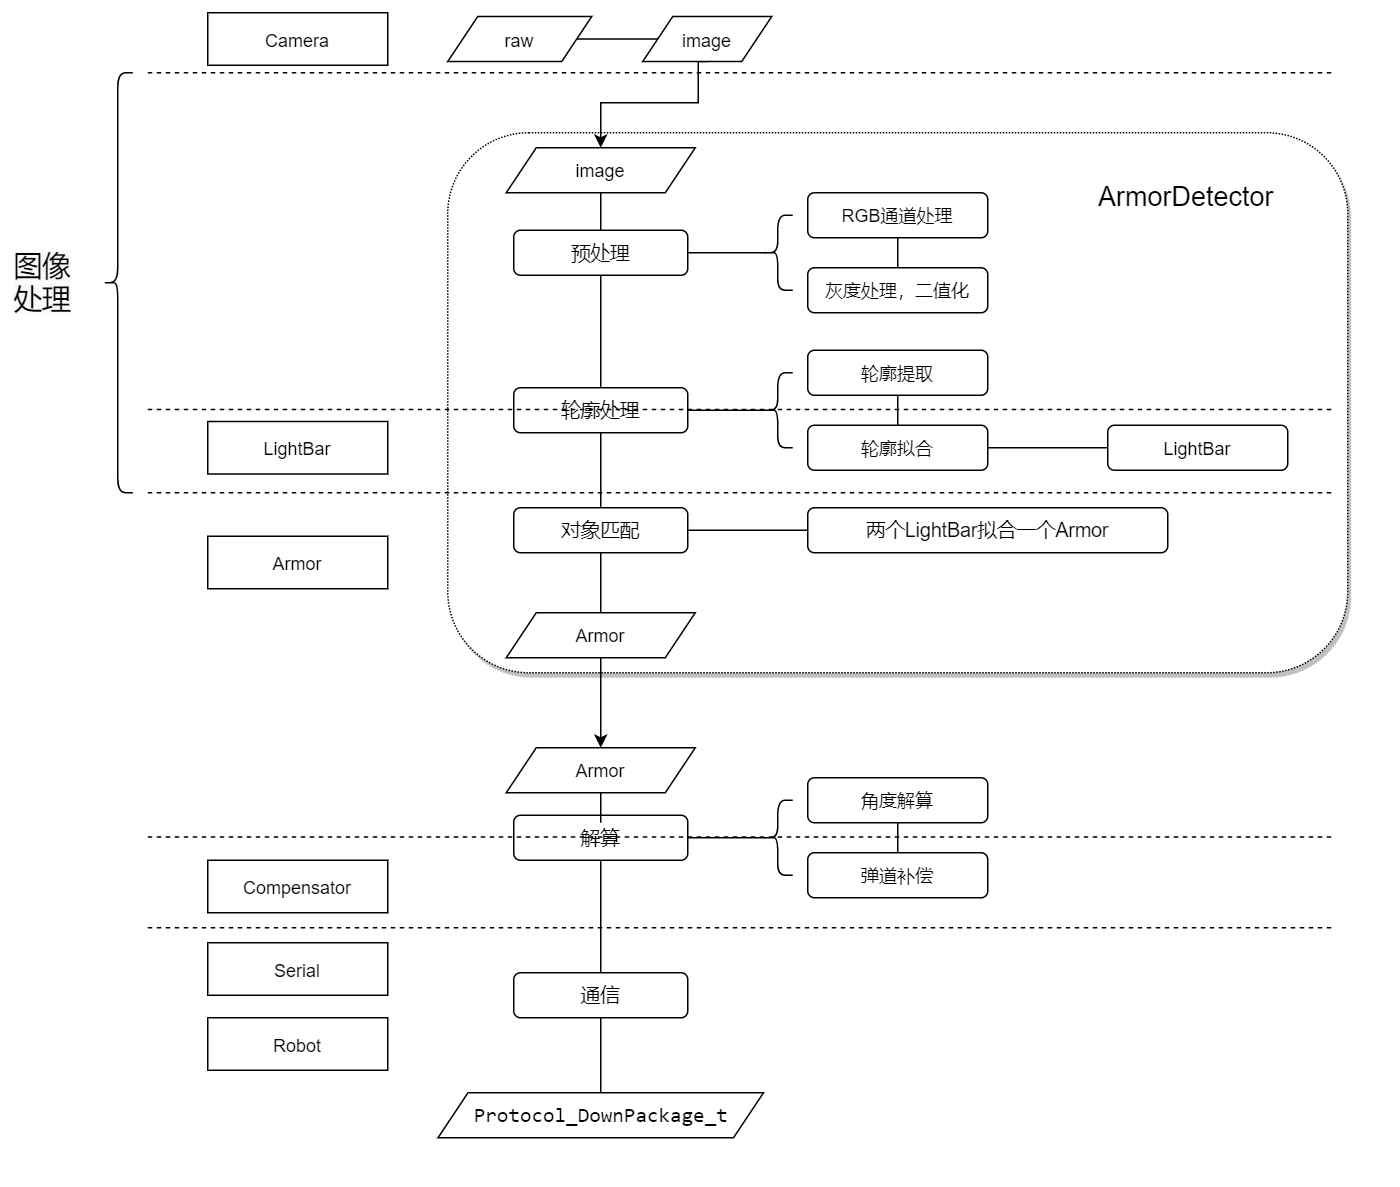 Camera
raw
image
image
ArmorDetector
RGB通道处理
预处理
灰度处理，二值化
图像
处理
轮廓提取
轮廓处理
LightBar
轮廓拟合
LightBar
对象匹配
两个LightBar拟合一个Armor
Armor
Armor
Armor
角度解算
解算
弹道补偿
Compensator
Serial
通信
Robot
Protocol_DownPackage_t